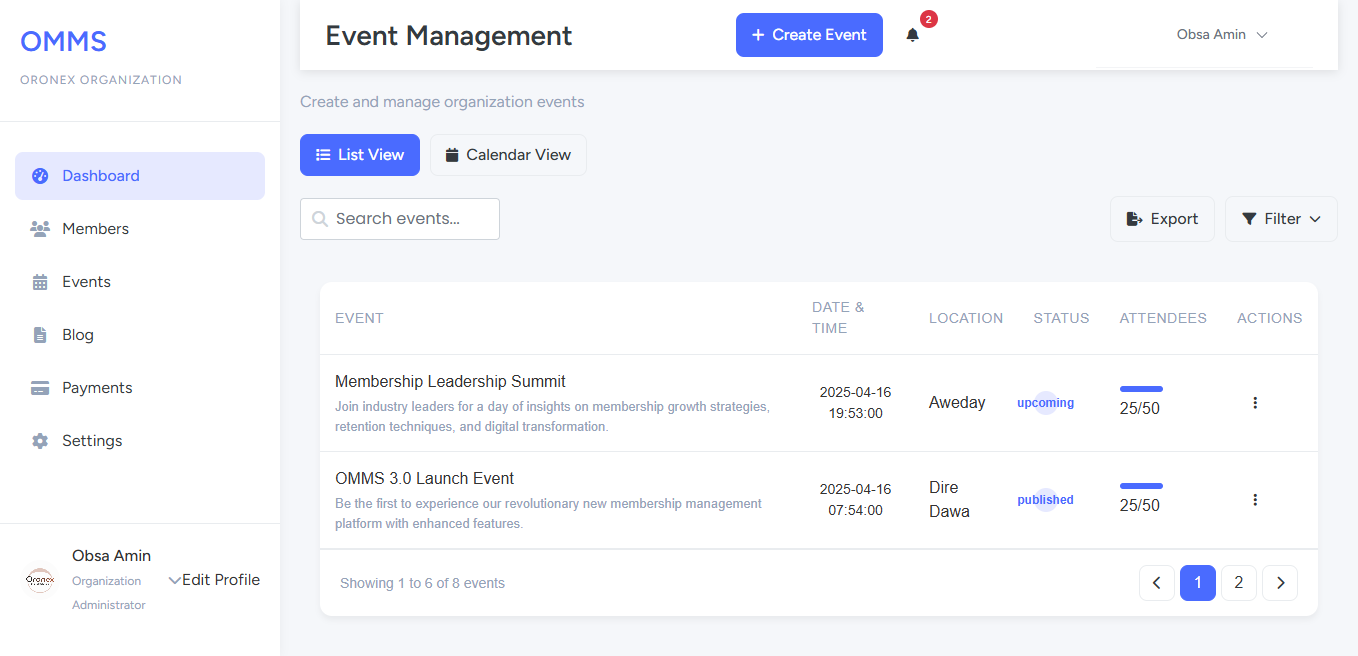 OMMS
ORONEX ORGANIZATION
Dashboard
Members
Events
Blog
Payments
Settings
Obsa Amin
Organization
Administrator
Edit Profile
Event Management
+ Create Event
2
Obsa Amin
Create and manage organization events
List View
Calendar View
Search events...
Export
Filter
EVENT
DATE &
TIME
LOCATION
STATUS
ATTENDEES
ACTIONS
Membership Leadership Summit
Join industry leaders for a day of insights on membership growth strategies,
retention techniques, and digital transformation.
2025-04-16
19:53:00
Aweday
upcoming
25/50
OMMS 3.0 Launch Event
Be the first to experience our revolutionary new membership management
platform with enhanced features.
2025-04-16
07:54:00
Dire
Dawa
published
25/50
Showing 1 to 6 of 8 events
1
2